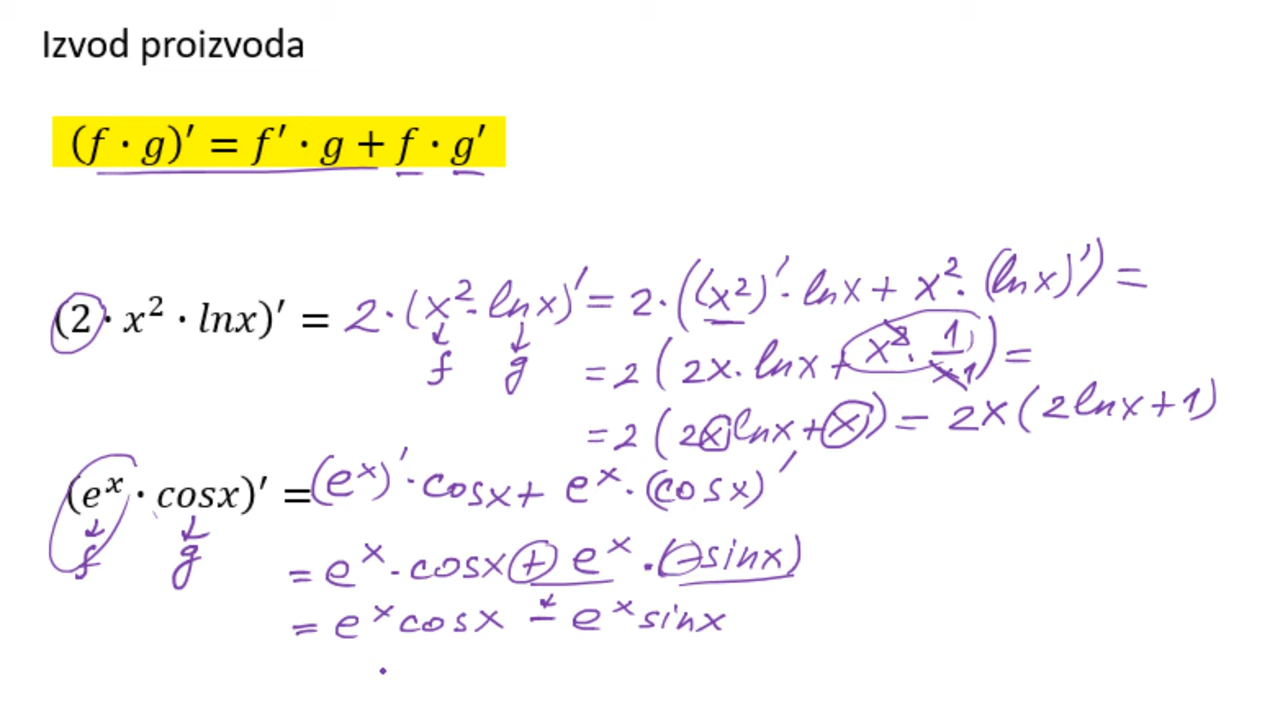 Izvod proizvoda
(f · g)′ = f′ · g + f · g′
(2 · x² · lnx)′ = 2 · (x² · lnx)′ = 2 · ((x²)′ · lnx + x² · (lnx)′) =
f g
= 2 (2x · lnx + x² · 1/x 1) =
= 2 (2x lnx + x) = 2x (2lnx + 1)
(eˣ · cosx)′ = (eˣ)′ · cosx + eˣ · (cosx)′
f g
= eˣ · cosx + eˣ · (-sinx)
= eˣ cosx - eˣ sinx